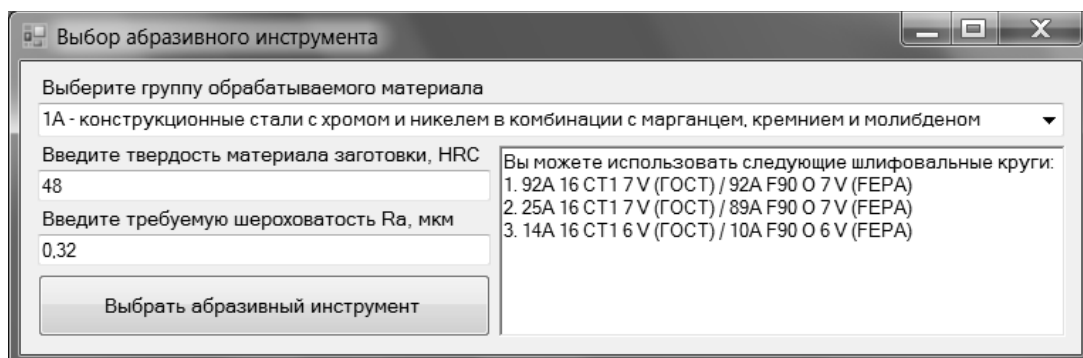 Выбор абразивного инструмента
Выберите группу обрабатываемого материала
1А - конструкционные стали с хромом и никелем в комбинации с марганцем, кремнием и молибденом
Введите твердость материала заготовки, HRC
48
Введите требуемую шероховатость Ra, мкм
0,32
Выбрать абразивный инструмент
Вы можете использовать следующие шлифовальные круги:
1. 92А 16 СТ1 7 V (ГОСТ) / 92А F90 O 7 V (FEPA)
2. 25А 16 СТ1 7 V (ГОСТ) / 89А F90 O 7 V (FEPA)
3. 14А 16 СТ1 6 V (ГОСТ) / 10А F90 O 6 V (FEPA)